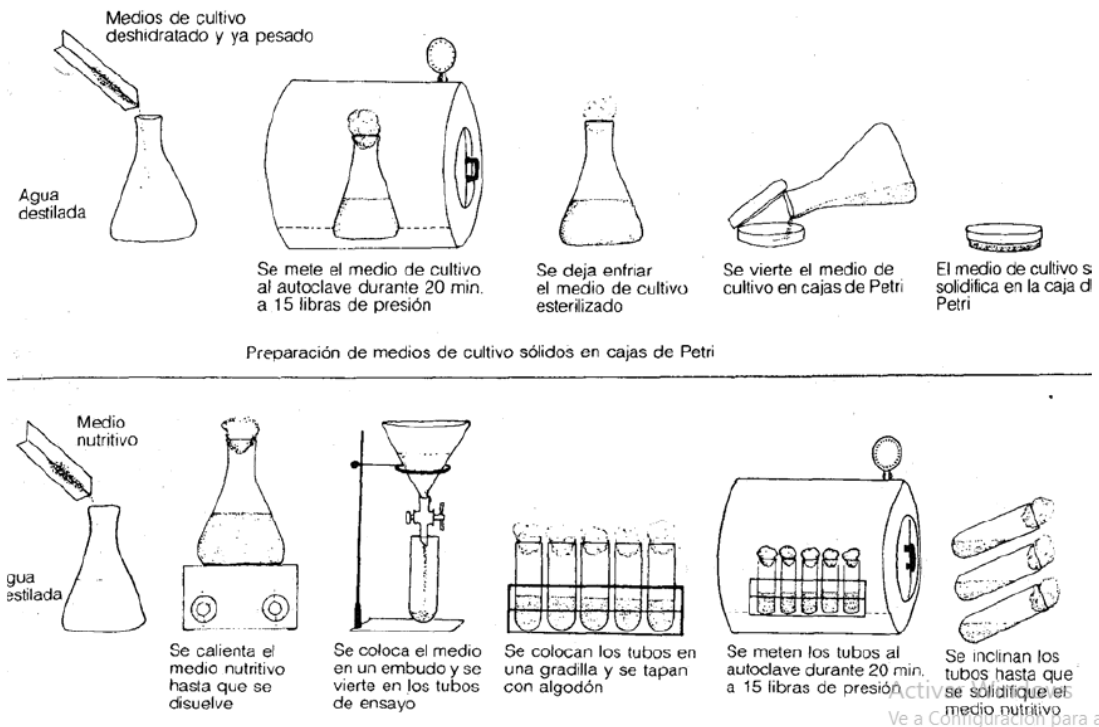 Medios de cultivo
deshidratado y ya pesado
Agua
destilada
Se mete el medio de cultivo
al autoclave durante 20 min.
a 15 libras de presión
Se deja enfriar
el medio de cultivo
esterilizado
Se vierte el medio de
cultivo en cajas de Petri
El medio de cultivo s
solidifica en la caja d
Petri
Preparación de medios de cultivo sólidos en cajas de Petri
Medio
nutritivo
gua
estilada
Se calienta el
medio nutritivo
hasta que se
disuelve
Se coloca el medio
en un embudo y se
vierte en los tubos
de ensayo
Se colocan los tubos en
una gradilla y se tapan
con algodón
Se meten los tubos al
autoclave durante 20 min.
a 15 libras de presión
Se inclinan los
tubos hasta que
se solidifique el
medio nutritivo
Activar Windows
Ve a Configuración para a